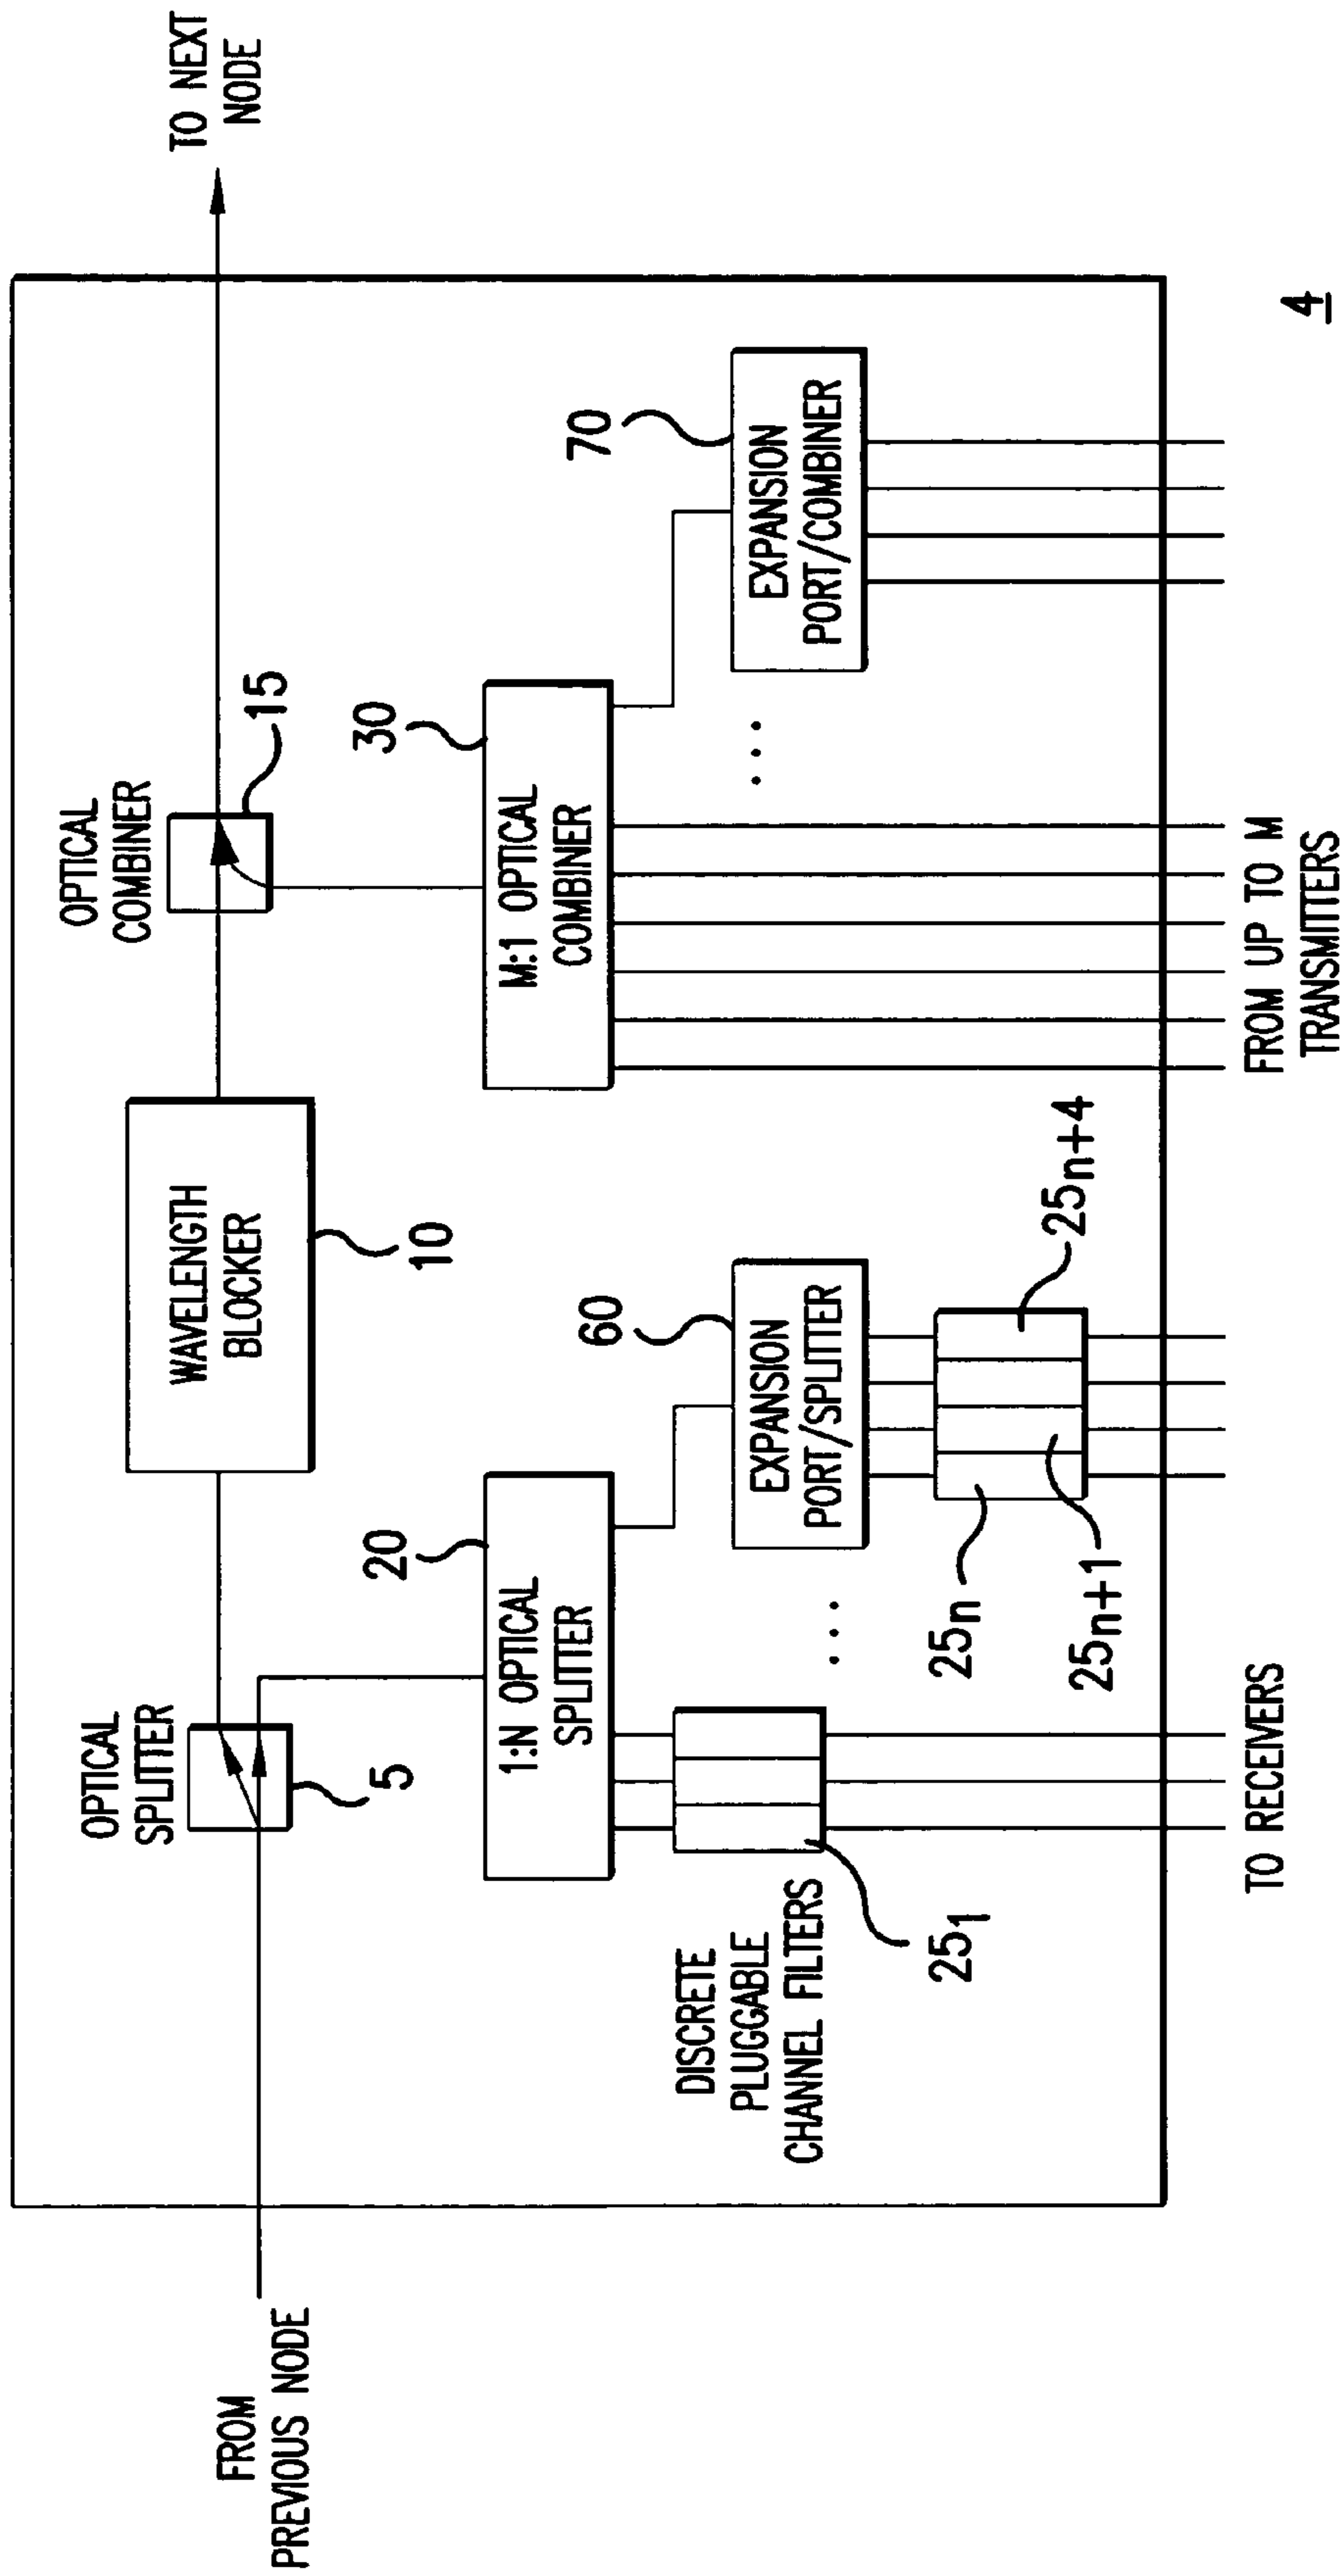 FROM
PREVIOUS NODE
OPTICAL
SPLITTER
5
WAVELENGTH
BLOCKER
10
OPTICAL
COMBINER
15
TO NEXT
NODE
1:N OPTICAL
SPLITTER
20
M:1 OPTICAL
COMBINER
30
DISCRETE
PLUGGABLE
CHANNEL FILTERS
25₁
...
EXPANSION
PORT/SPLITTER
60
25ₙ
25ₙ₊₁
25ₙ₊₄
...
EXPANSION
PORT/COMBINER
70
TO RECEIVERS
FROM UP TO M
TRANSMITTERS
4